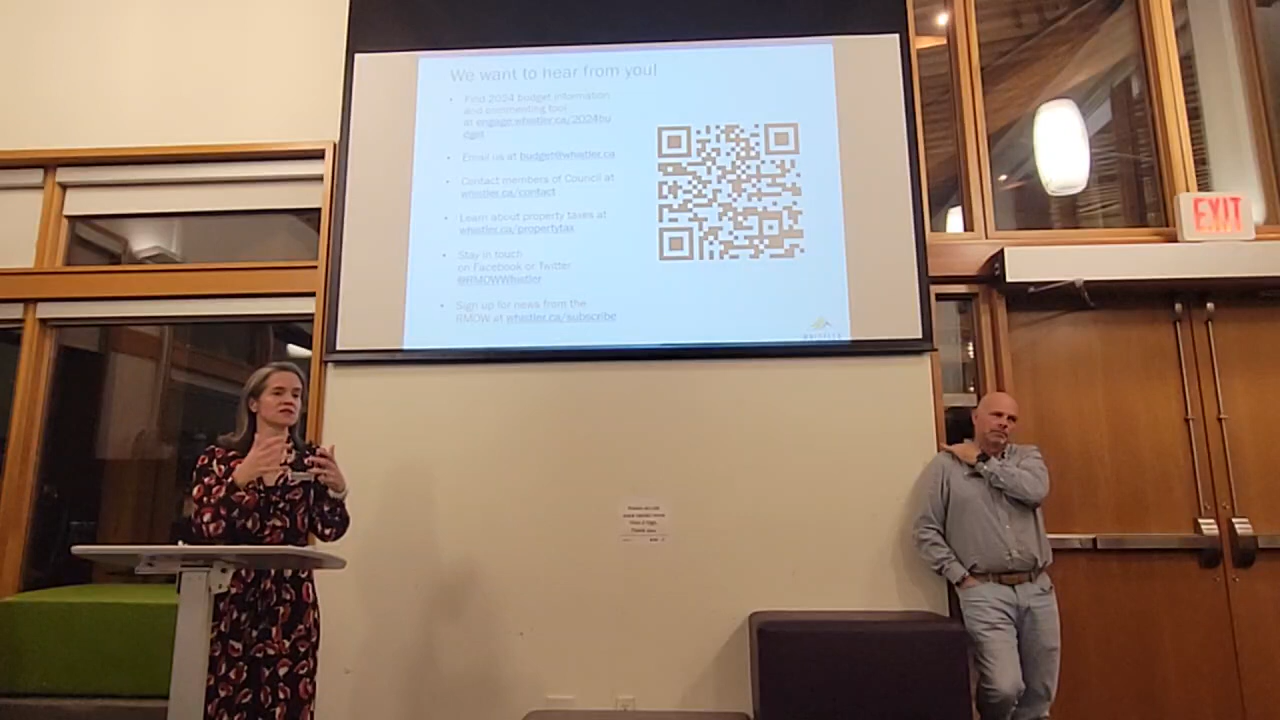 We want to hear from you!
• Find 2024 budget information
and commenting tool
at engage.whistler.ca/2024bu
dget
• Email us at budget@whistler.ca
• Contact members of Council at
whistler.ca/contact
• Learn about property taxes at
whistler.ca/propertytax
• Stay in touch
on Facebook or Twitter
@RMOWWhistler
• Sign up for news from the
RMOW at whistler.ca/subscribe
WHISTLER
EXIT